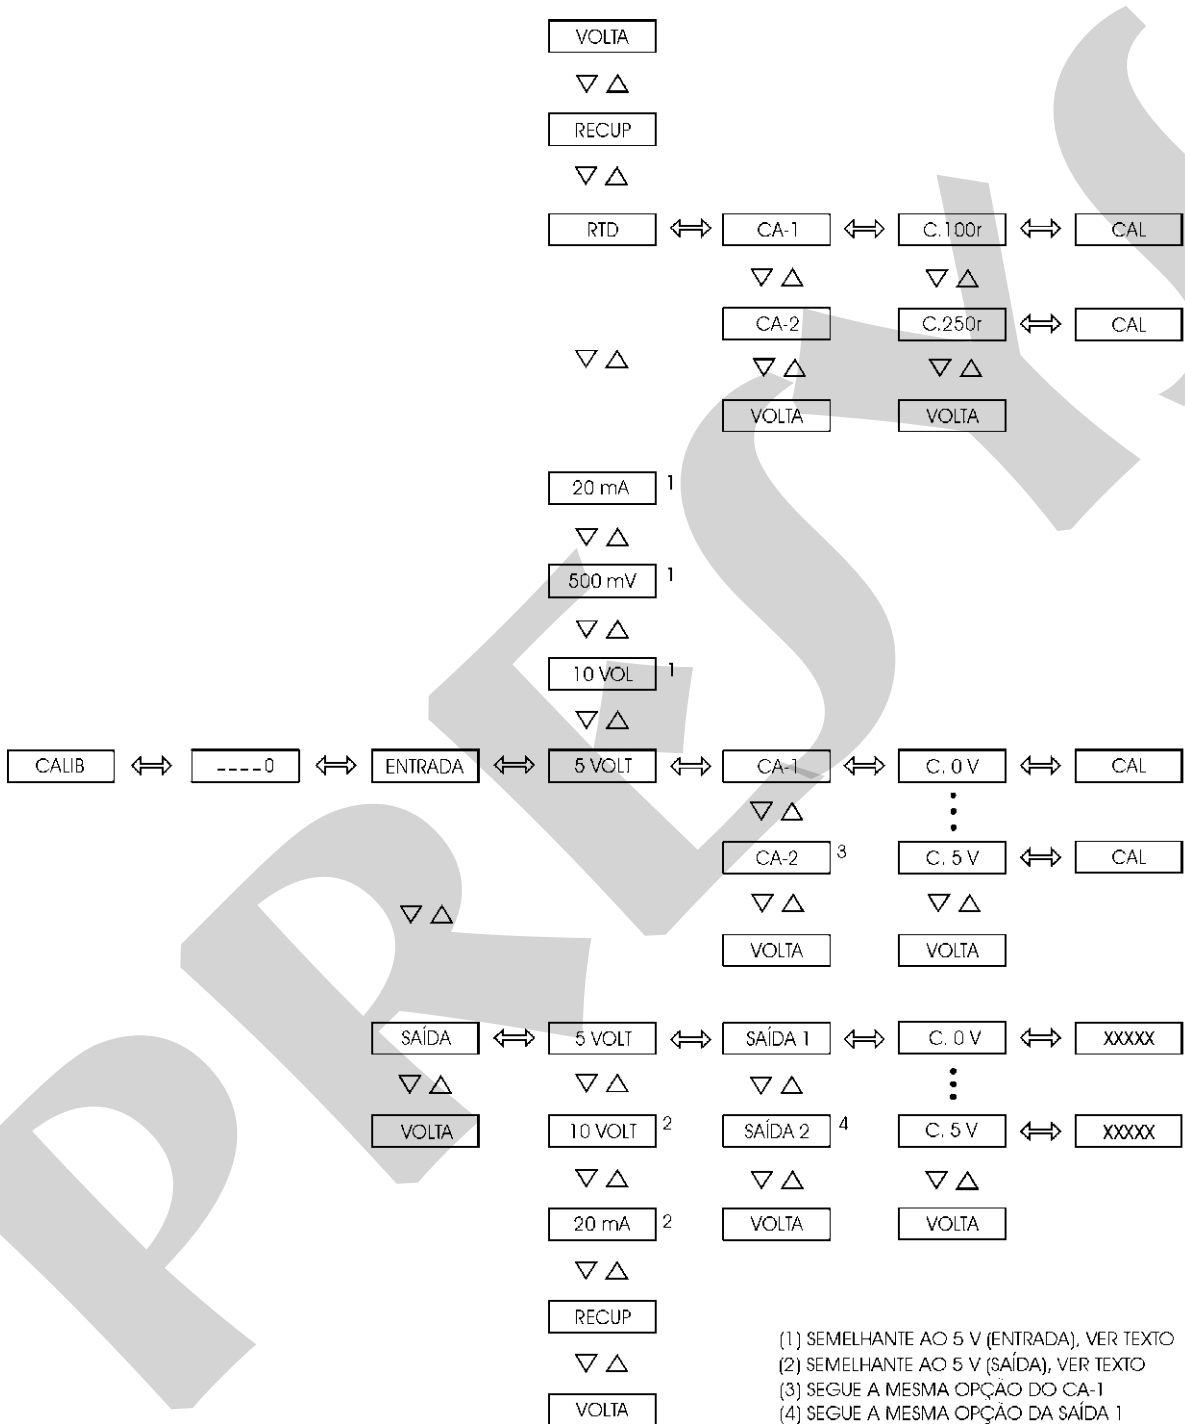 VOLTA
RECUP
RTD CA-1 C.100r CAL
CA-2 C.250r CAL
VOLTA VOLTA
20 mA 1
500 mV 1
10 VOL 1
CALIB ----0 ENTRADA 5 VOLT CA-1 C. 0 V CAL
CA-2 3 C. 5 V CAL
VOLTA VOLTA
SAÍDA 5 VOLT SAÍDA 1 C. 0 V XXXXX
VOLTA 10 VOLT 2 SAÍDA 2 4 C. 5 V XXXXX
20 mA 2 VOLTA VOLTA
RECUP
VOLTA
(1) SEMELHANTE AO 5 V (ENTRADA), VER TEXTO
(2) SEMELHANTE AO 5 V (SAÍDA), VER TEXTO
(3) SEGUE A MESMA OPÇÃO DO CA-1
(4) SEGUE A MESMA OPÇÃO DA SAÍDA 1
PRESYS